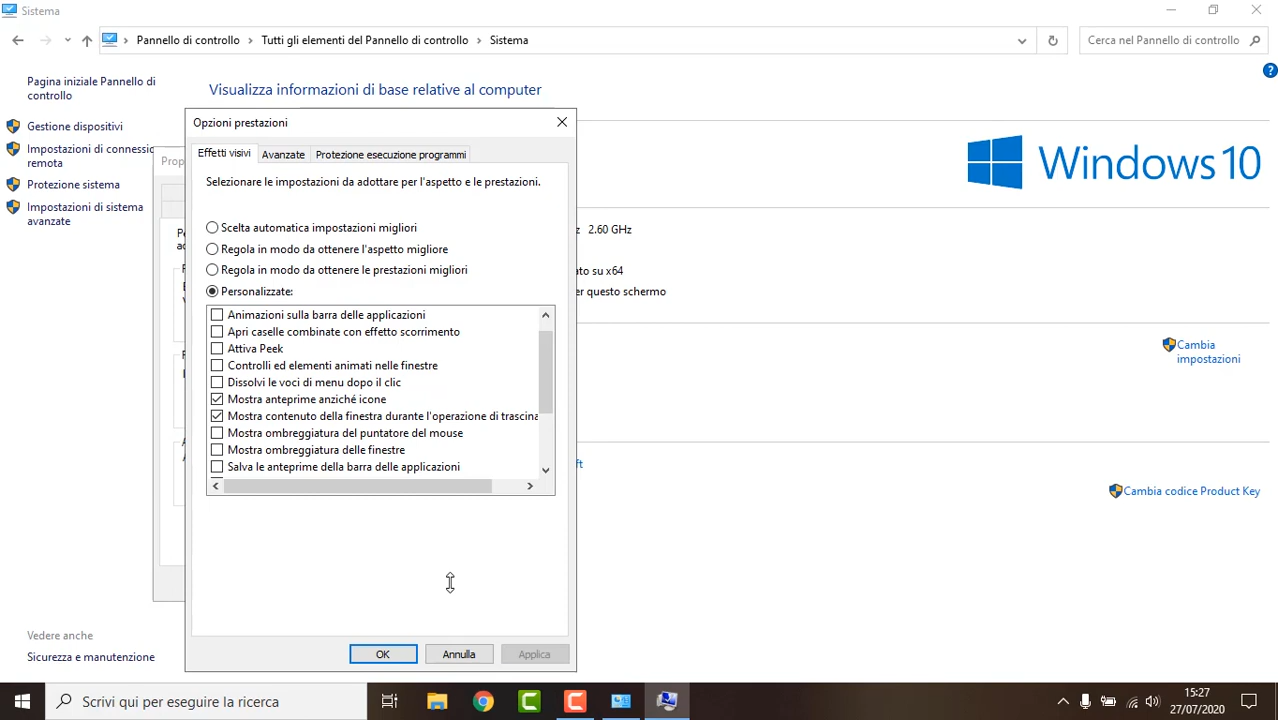 Sistema
Pannello di controllo
Tutti gli elementi del Pannello di controllo
Sistema
Cerca nel Pannello di controllo
Pagina iniziale Pannello di
controllo
Visualizza informazioni di base relative al computer
Gestione dispositivi
Impostazioni di connessio
remota
Protezione sistema
Impostazioni di sistema
avanzate
Prop
Opzioni prestazioni
Effetti visivi
Avanzate
Protezione esecuzione programmi
Selezionare le impostazioni da adottare per l'aspetto e le prestazioni.
Scelta automatica impostazioni migliori
Regola in modo da ottenere l'aspetto migliore
Regola in modo da ottenere le prestazioni migliori
Personalizzate:
Animazioni sulla barra delle applicazioni
Apri caselle combinate con effetto scorrimento
Attiva Peek
Controlli ed elementi animati nelle finestre
Dissolvi le voci di menu dopo il clic
Mostra anteprime anziché icone
Mostra contenuto della finestra durante l'operazione di trascina
Mostra ombreggiatura del puntatore del mouse
Mostra ombreggiatura delle finestre
Salva le anteprime della barra delle applicazioni
OK
Annulla
Applica
Windows 10
z 2.60 GHz
ato su x64
er questo schermo
Cambia
impostazioni
ft
Cambia codice Product Key
Vedere anche
Sicurezza e manutenzione
Scrivi qui per eseguire la ricerca
15:27
27/07/2020